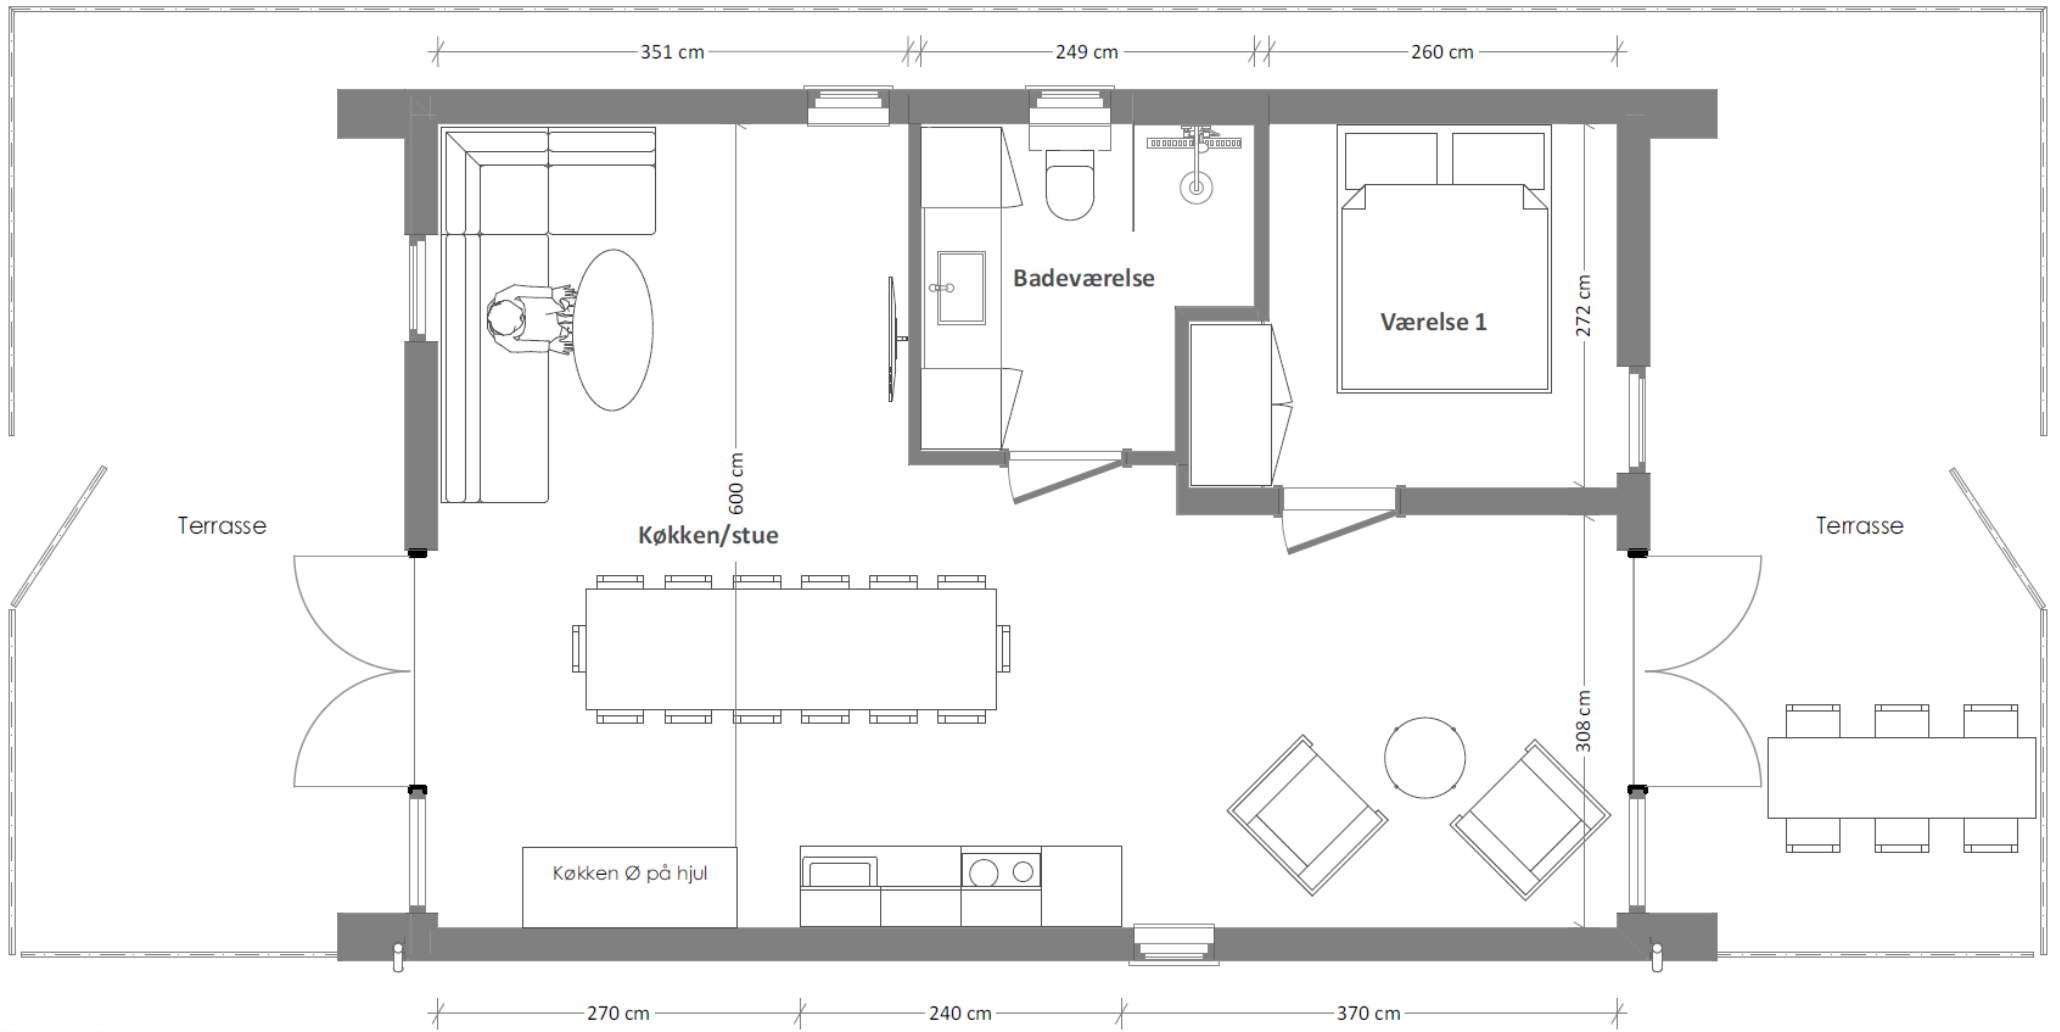 351 cm
249 cm
260 cm
Badeværelse
Værelse 1
272 cm
600 cm
Terrasse
Køkken/stue
Terrasse
308 cm
Køkken Ø på hjul
270 cm
240 cm
370 cm